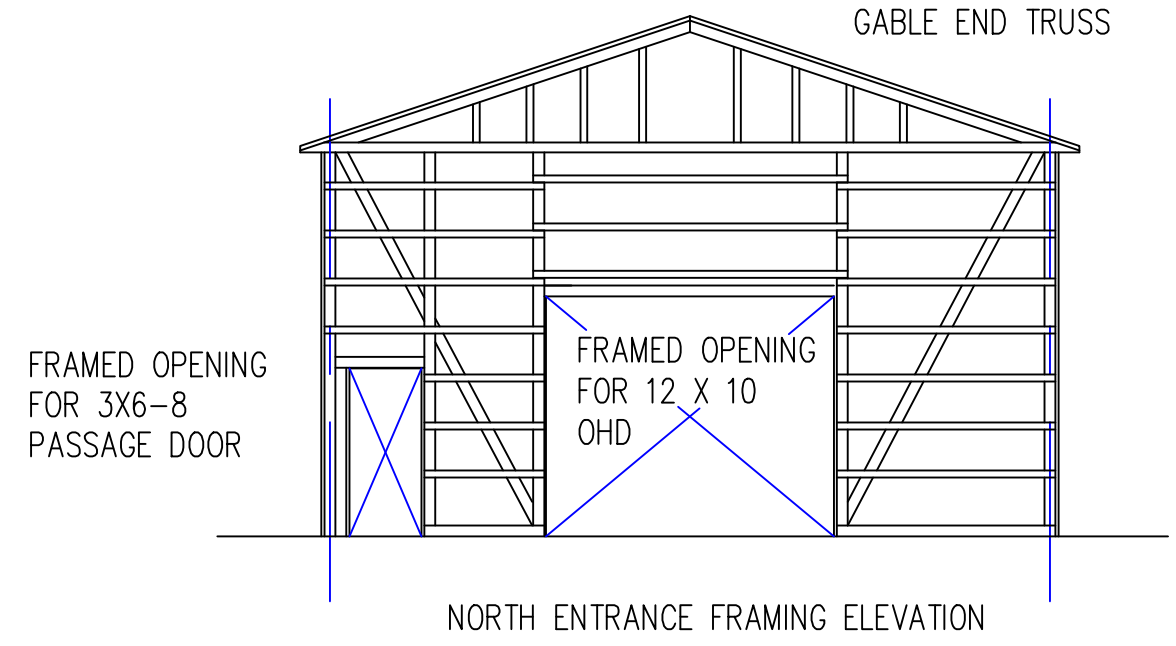 GABLE END TRUSS
FRAMED OPENING
FOR 3X6-8
PASSAGE DOOR
FRAMED OPENING
FOR 12 X 10
OHD
NORTH ENTRANCE FRAMING ELEVATION